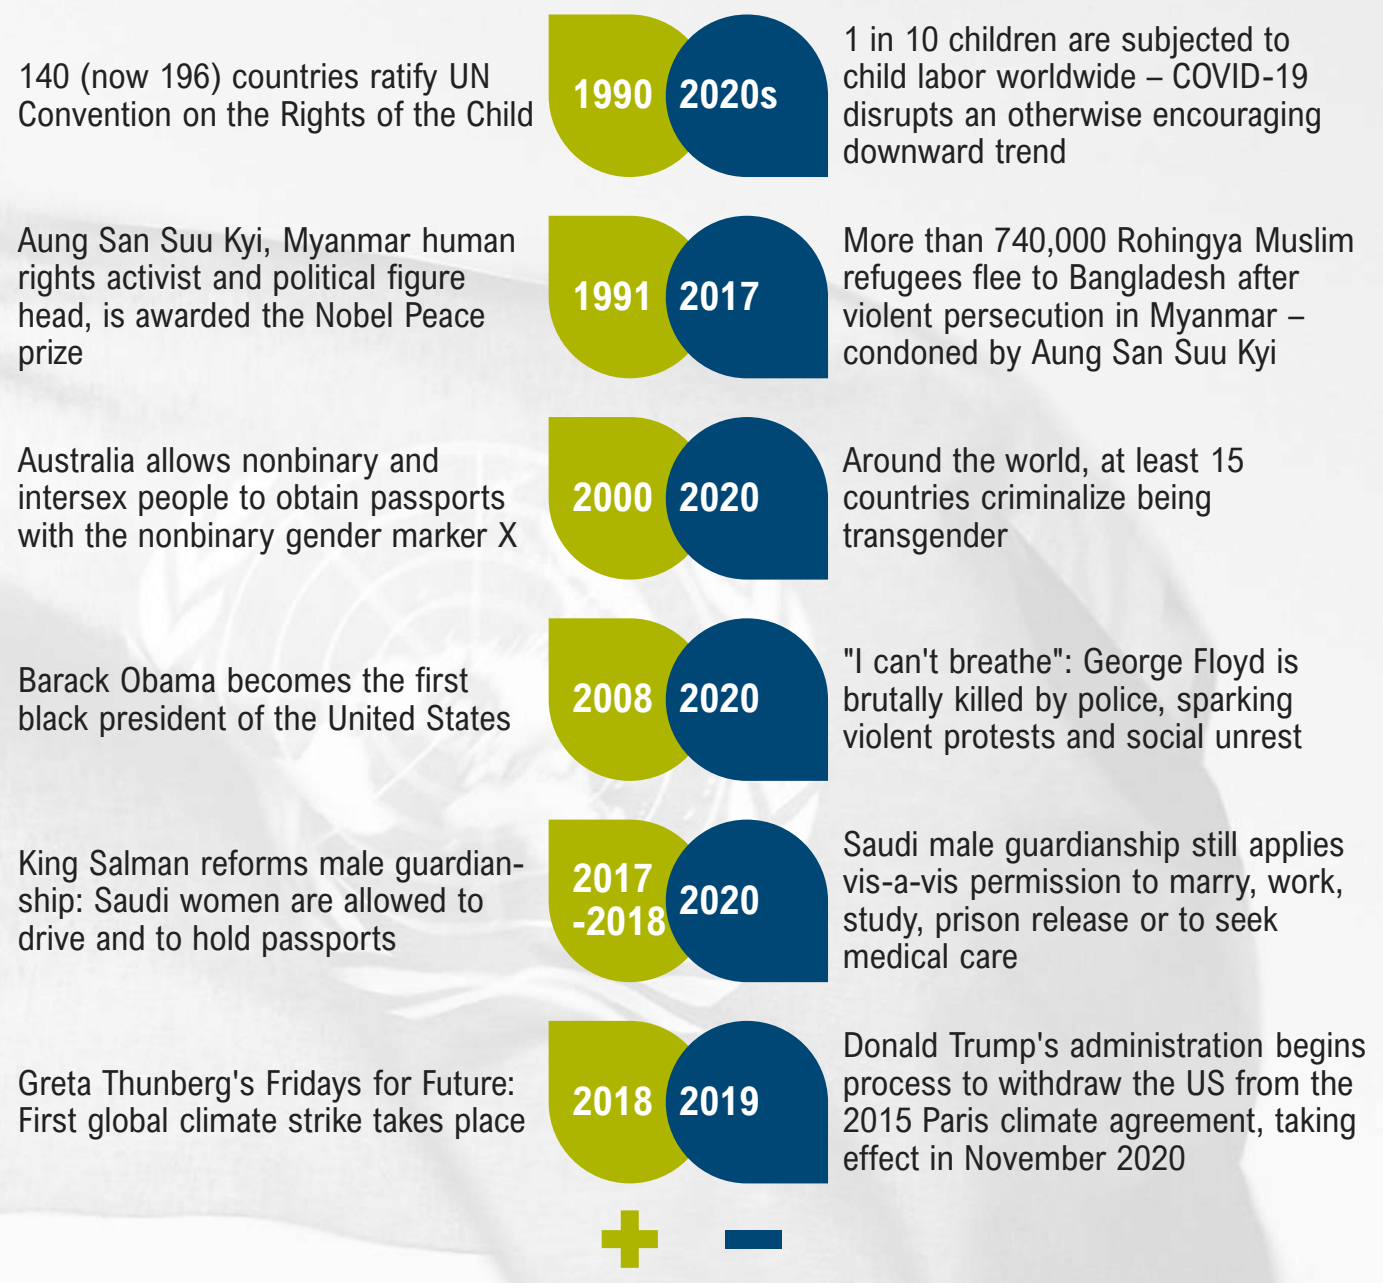 140 (now 196) countries ratify UN
Convention on the Rights of the Child
1990
2020s
1 in 10 children are subjected to
child labor worldwide – COVID-19
disrupts an otherwise encouraging
downward trend
Aung San Suu Kyi, Myanmar human
rights activist and political figure
head, is awarded the Nobel Peace
prize
1991
2017
More than 740,000 Rohingya Muslim
refugees flee to Bangladesh after
violent persecution in Myanmar –
condoned by Aung San Suu Kyi
Australia allows nonbinary and
intersex people to obtain passports
with the nonbinary gender marker X
2000
2020
Around the world, at least 15
countries criminalize being
transgender
Barack Obama becomes the first
black president of the United States
2008
2020
"I can't breathe": George Floyd is
brutally killed by police, sparking
violent protests and social unrest
King Salman reforms male guardian-
ship: Saudi women are allowed to
drive and to hold passports
2017
-2018
2020
Saudi male guardianship still applies
vis-a-vis permission to marry, work,
study, prison release or to seek
medical care
Greta Thunberg's Fridays for Future:
First global climate strike takes place
2018
2019
Donald Trump's administration begins
process to withdraw the US from the
2015 Paris climate agreement, taking
effect in November 2020